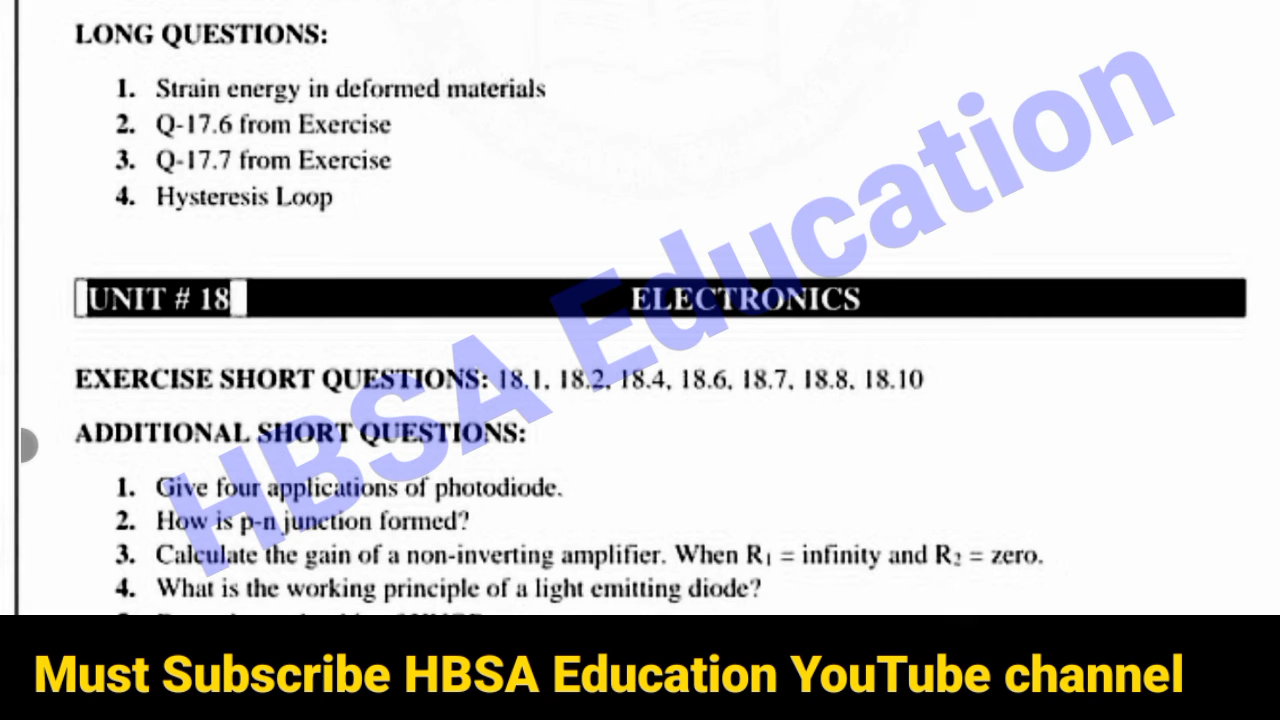 LONG QUESTIONS:
1. Strain energy in deformed materials
2. Q-17.6 from Exercise
3. Q-17.7 from Exercise
4. Hysteresis Loop
UNIT # 18 ELECTRONICS
EXERCISE SHORT QUESTIONS: 18.1, 18.2, 18.4, 18.6, 18.7, 18.8, 18.10
ADDITIONAL SHORT QUESTIONS:
1. Give four applications of photodiode.
2. How is p-n junction formed?
3. Calculate the gain of a non-inverting amplifier. When R₁ = infinity and R₂ = zero.
4. What is the working principle of a light emitting diode?
HBSA Education
Must Subscribe HBSA Education YouTube channel